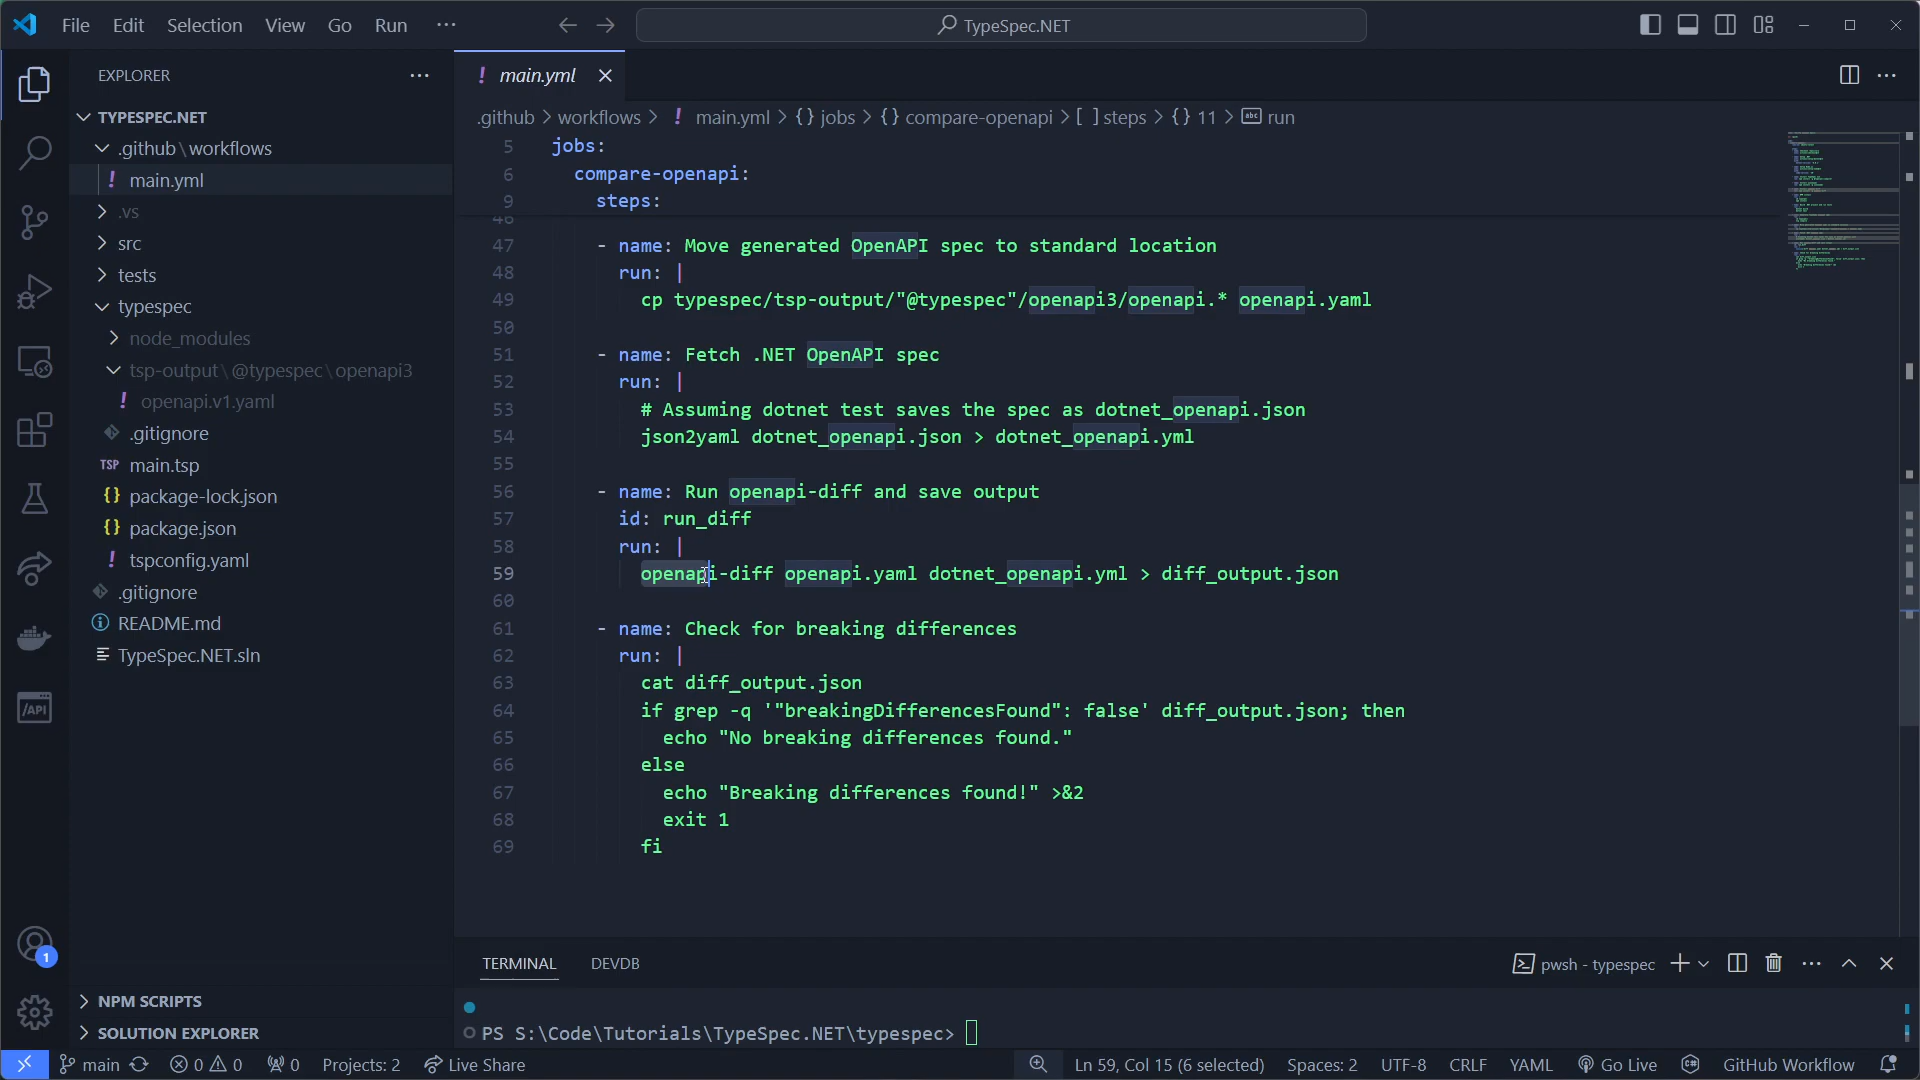 File Edit Selection View Go Run ···
TypeSpec.NET
EXPLORER
TYPESPEC.NET
.github\workflows
! main.yml
.vs
src
tests
typespec
node_modules
tsp-output\@typespec\openapi3
! openapi.v1.yaml
.gitignore
TSP main.tsp
{} package-lock.json
{} package.json
! tspconfig.yaml
.gitignore
README.md
TypeSpec.NET.sln
NPM SCRIPTS
SOLUTION EXPLORER
/API
1
! main.yml
.github > workflows > ! main.yml > {} jobs > {} compare-openapi > [ ] steps > {} 11 > abc run
5 jobs:
6 compare-openapi:
9 steps:
46
47 - name: Move generated OpenAPI spec to standard location
48 run: |
49 cp typespec/tsp-output/"@typespec"/openapi3/openapi.* openapi.yaml
50
51 - name: Fetch .NET OpenAPI spec
52 run: |
53 # Assuming dotnet test saves the spec as dotnet_openapi.json
54 json2yaml dotnet_openapi.json > dotnet_openapi.yml
55
56 - name: Run openapi-diff and save output
57 id: run_diff
58 run: |
59 openapi-diff openapi.yaml dotnet_openapi.yml > diff_output.json
60
61 - name: Check for breaking differences
62 run: |
63 cat diff_output.json
64 if grep -q '"breakingDifferencesFound": false' diff_output.json; then
65 echo "No breaking differences found."
66 else
67 echo "Breaking differences found!" >&2
68 exit 1
69 fi
TERMINAL DEVDB
pwsh - typespec
PS S:\Code\Tutorials\TypeSpec.NET\typespec>
main 0 0 0 Projects: 2 Live Share
Ln 59, Col 15 (6 selected) Spaces: 2 UTF-8 CRLF YAML Go Live GitHub Workflow